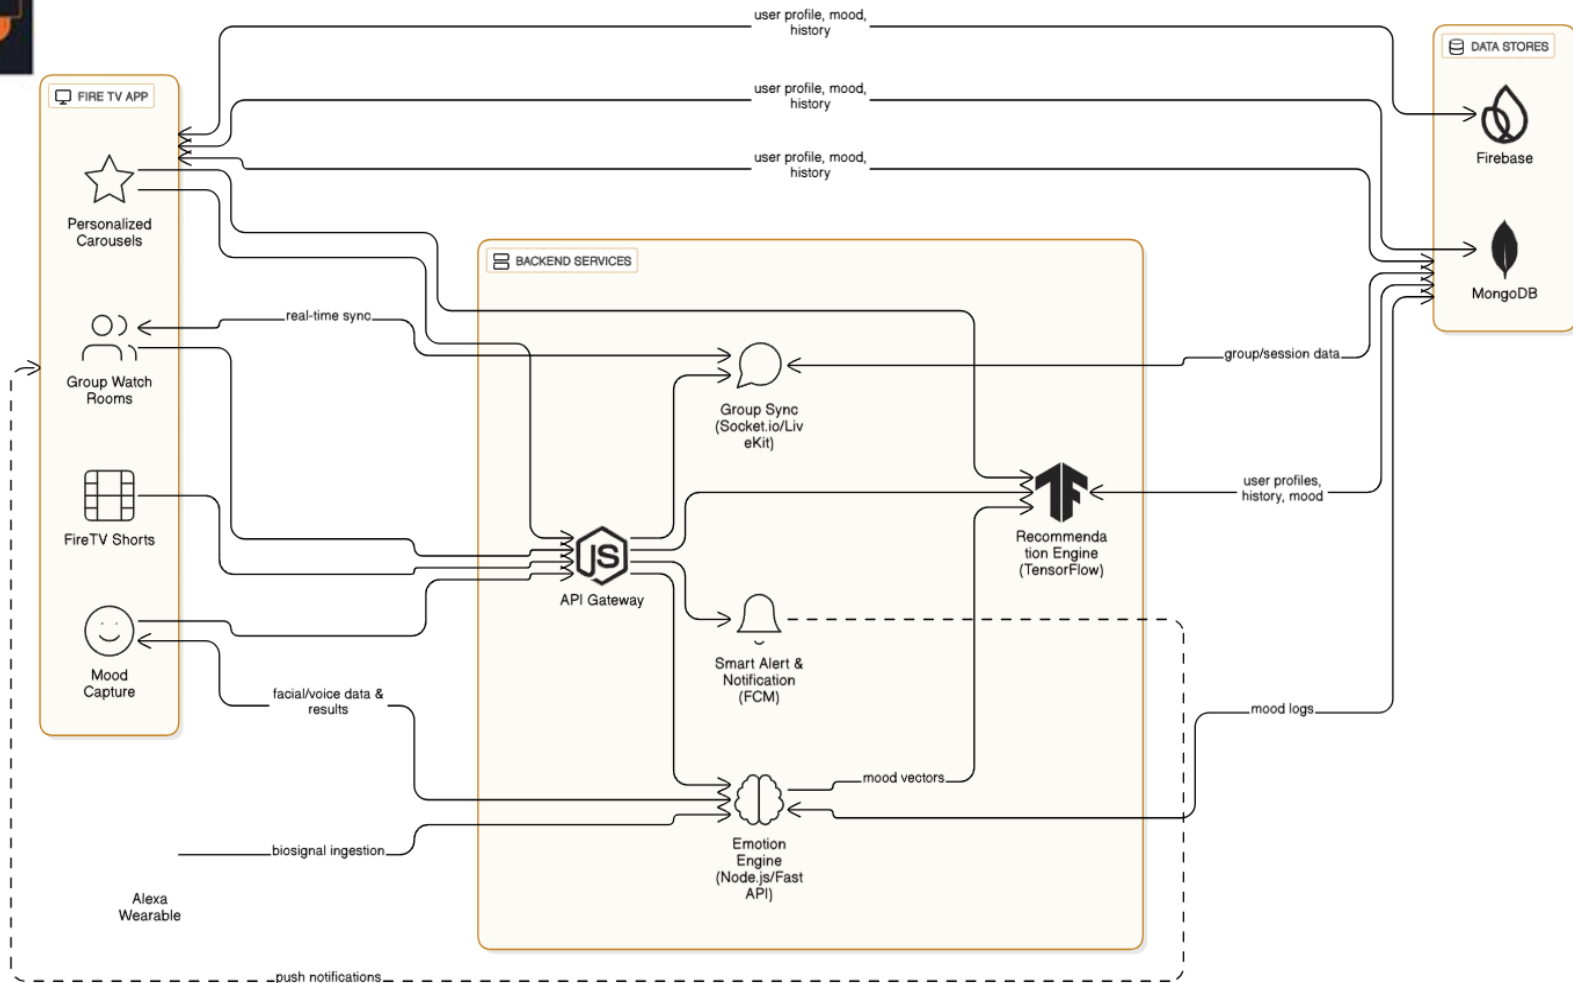 user profile, mood,
history
DATA STORES
FIRE TV APP
user profile, mood,
history
Firebase
user profile, mood,
history
Personalized
Carousels
BACKEND SERVICES
MongoDB
real-time sync
group/session data
Group Watch
Rooms
Group Sync
(Socket.io/Liv
eKit)
user profiles,
history, mood
FireTV Shorts
JS
API Gateway
Recommenda
tion Engine
(TensorFlow)
Mood
Capture
Smart Alert &
Notification
(FCM)
facial/voice data &
results
mood logs
mood vectors
biosignal ingestion
Emotion
Engine
(Node.js/Fast
API)
Alexa
Wearable
push notifications